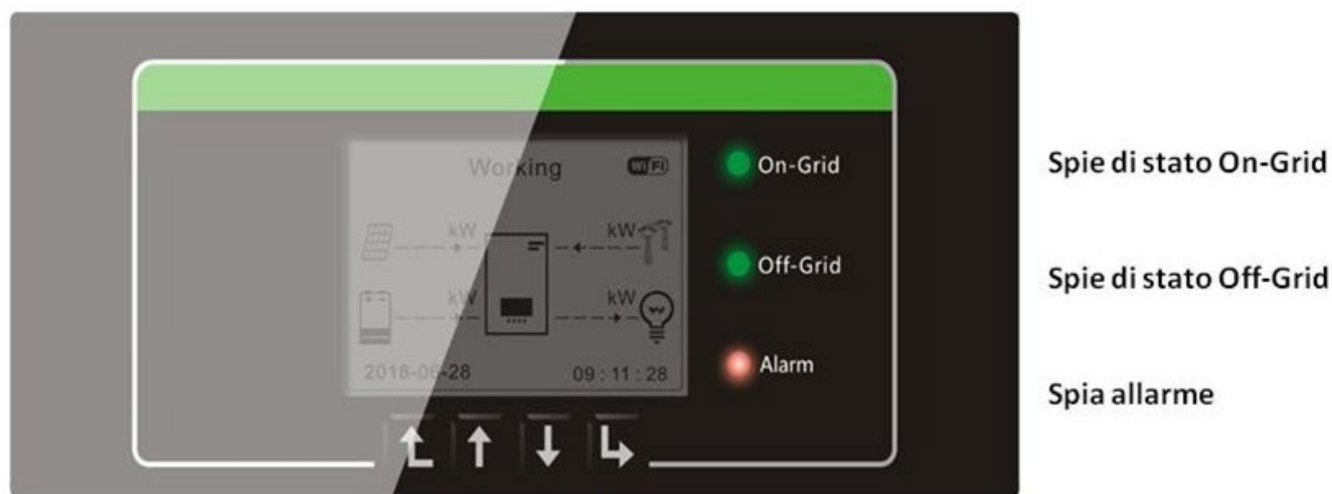 Working
WiFi
On-Grid
Spie di stato On-Grid
kW
kW
Off-Grid
Spie di stato Off-Grid
kW
kW
2018-06-28
09 : 11 : 28
Alarm
Spia allarme